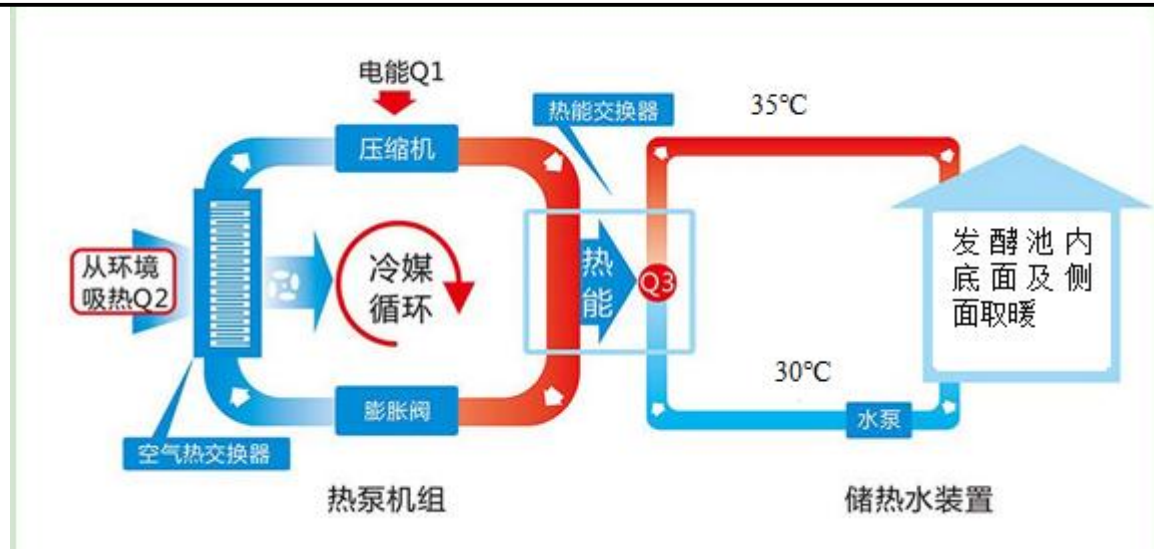 电能Q1
热能交换器
35℃
压缩机
从环境
吸热Q2
冷媒
循环
热
能
Q3
发酵池内
底面及侧
面取暖
30℃
膨胀阀
水泵
空气热交换器
热泵机组
储热水装置